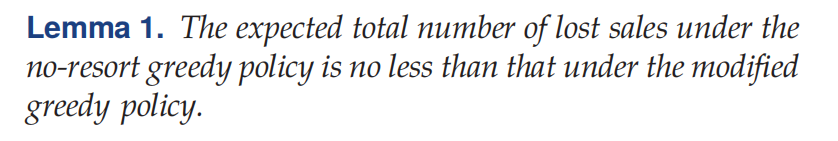 Lemma 1. The expected total number of lost sales under the
no-resort greedy policy is no less than that under the modified
greedy policy.